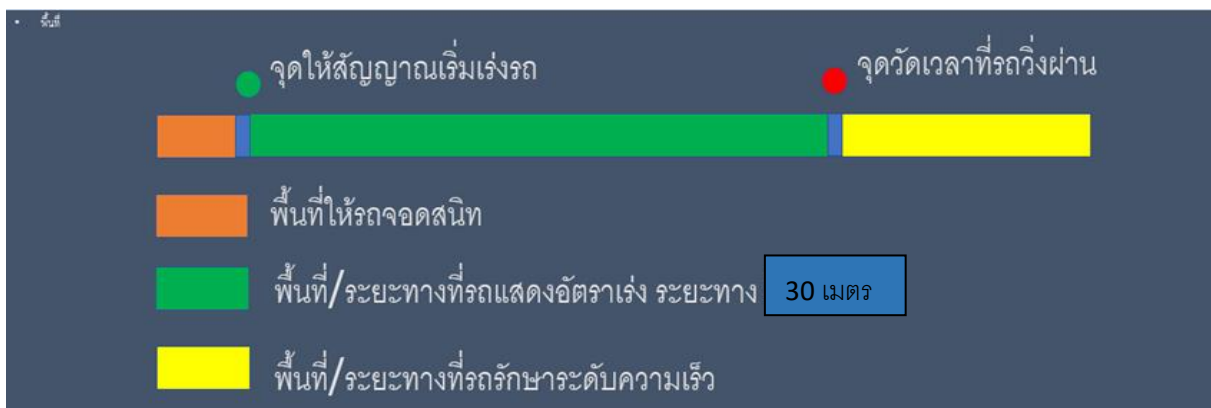 • พื้นที่
จุดให้สัญญาณเริ่มเร่งรถ
จุดวัดเวลาที่รถวิ่งผ่าน
พื้นที่ให้รถจอดสนิท
พื้นที่/ระยะทางที่รถแสดงอัตราเร่ง ระยะทาง 30 เมตร
พื้นที่/ระยะทางที่รถรักษาระดับความเร็ว